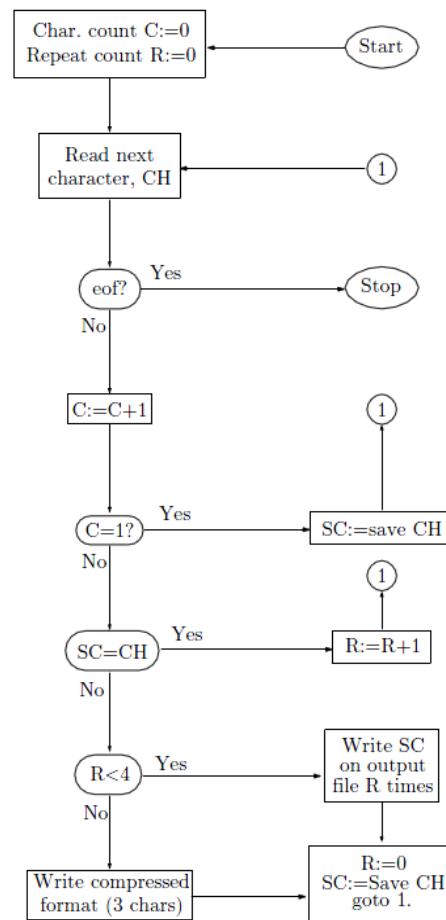 Char. count C:=0
Repeat count R:=0
Start
Read next
character, CH
1
eof?
Yes
Stop
No
C:=C+1
1
C=1?
Yes
SC:=save CH
No
1
SC=CH
Yes
R:=R+1
No
R<4
Yes
Write SC
on output
file R times
No
Write compressed
format (3 chars)
R:=0
SC:=Save CH
goto 1.